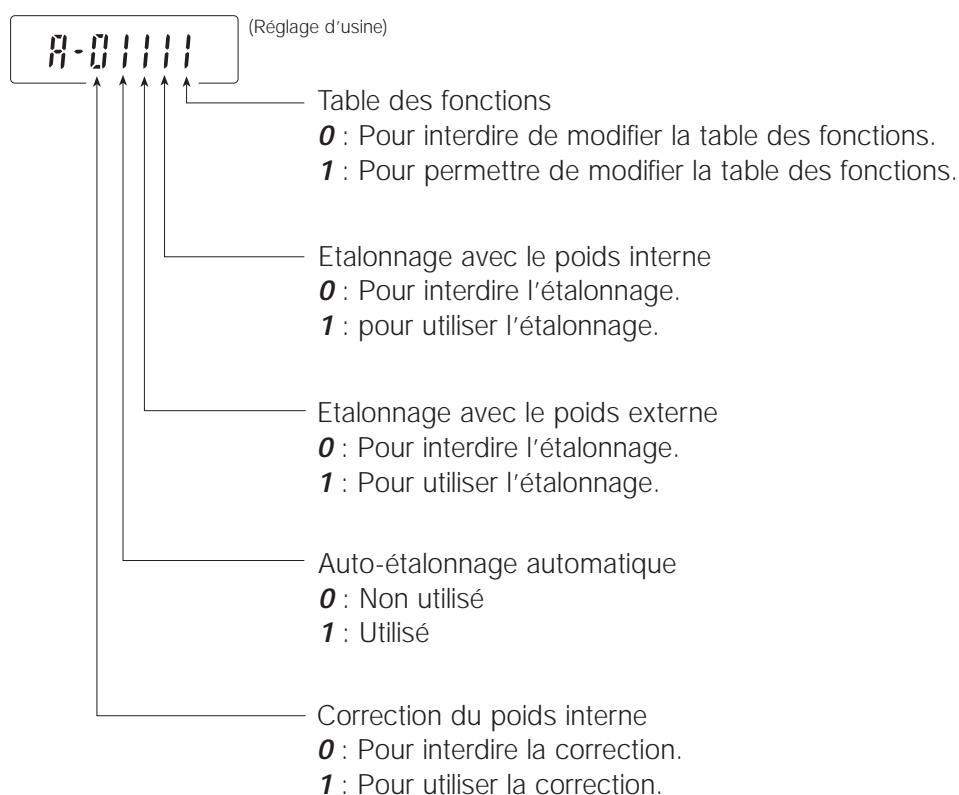 A-01111
(Réglage d'usine)
Table des fonctions
0 : Pour interdire de modifier la table des fonctions.
1 : Pour permettre de modifier la table des fonctions.
Etalonnage avec le poids interne
0 : Pour interdire l'étalonnage.
1 : pour utiliser l'étalonnage.
Etalonnage avec le poids externe
0 : Pour interdire l'étalonnage.
1 : Pour utiliser l'étalonnage.
Auto-étalonnage automatique
0 : Non utilisé
1 : Utilisé
Correction du poids interne
0 : Pour interdire la correction.
1 : Pour utiliser la correction.